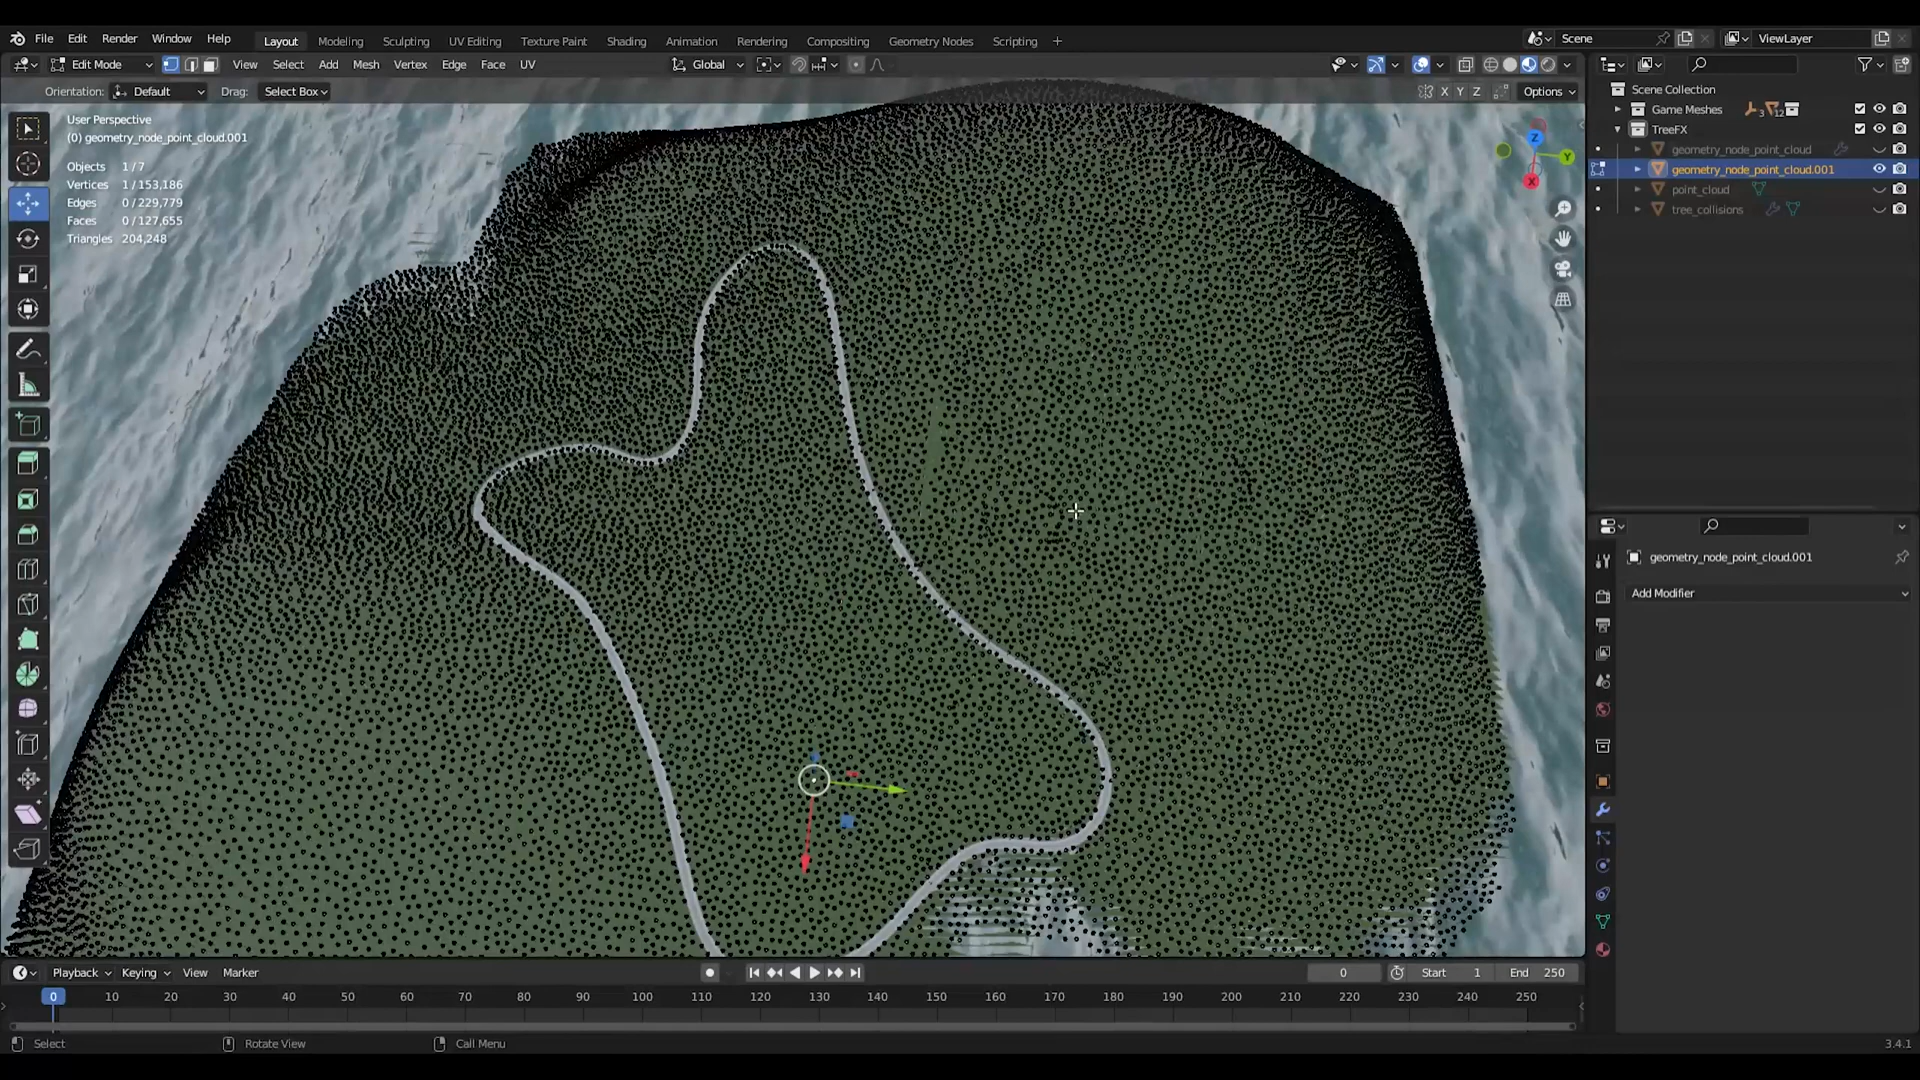 File Edit Render Window Help Layout Modeling Sculpting UV Editing Texture Paint Shading Animation Rendering Compositing Geometry Nodes Scripting + Scene ViewLayer
Edit Mode View Select Add Mesh Vertex Edge Face UV Global
Orientation: Default Drag: Select Box X Y Z Options
User Perspective
(0) geometry_node_point_cloud.001
Objects 1/7
Vertices 1/153,186
Edges 0/229,779
Faces 0/127,655
Triangles 204,248
Z
Y
X
Scene Collection
Game Meshes 3 12
TreeFX
geometry_node_point_cloud
geometry_node_point_cloud.001
point_cloud
tree_collisions
geometry_node_point_cloud.001
Add Modifier
Playback Keying View Marker 0 Start 1 End 250
0 10 20 30 40 50 60 70 80 90 100 110 120 130 140 150 160 170 180 190 200 210 220 230 240 250
Select Rotate View Call Menu 3.4.1